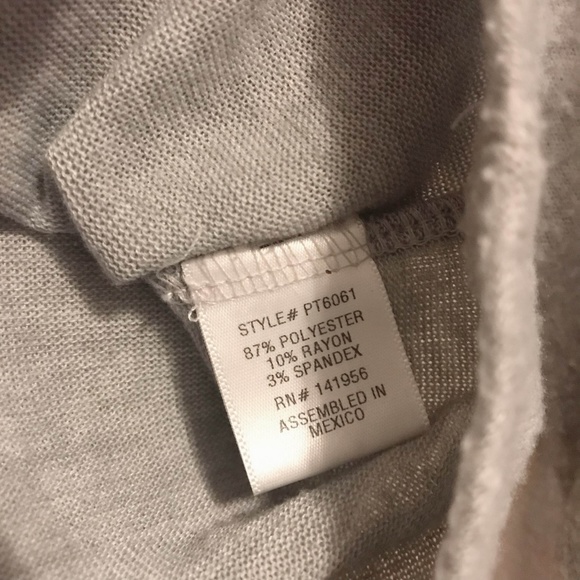 STYLE# PT6061
87% POLYESTER
10% RAYON
3% SPANDEX
RN# 141956
ASSEMBLED IN
MEXICO